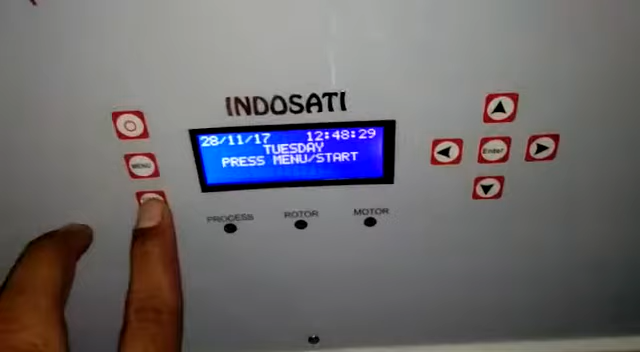 INDOSATI
28/11/17 12:48:29
TUESDAY
PRESS MENU/START
MENU
Enter
PROCESS ROTOR MOTOR